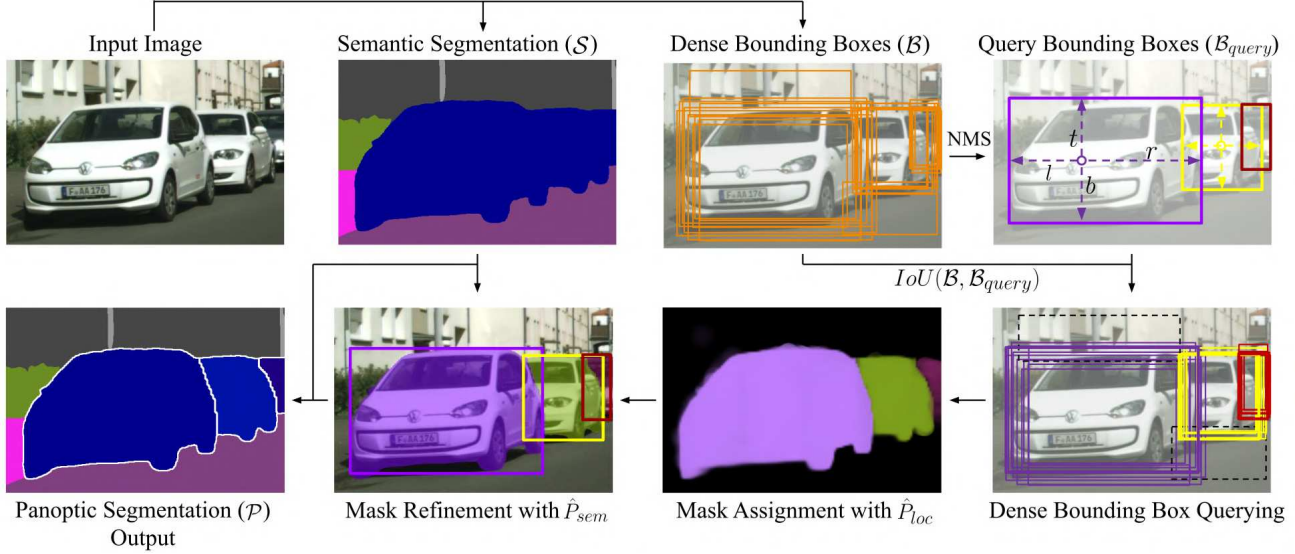 Input Image
Semantic Segmentation (𝒮)
Dense Bounding Boxes (ℬ)
Query Bounding Boxes (ℬ_query)
NMS
t
l
r
b
F·AA 176
IoU(ℬ, ℬ_query)
Panoptic Segmentation (𝒫)
Output
Mask Refinement with P̂_sem
Mask Assignment with P̂_loc
Dense Bounding Box Querying